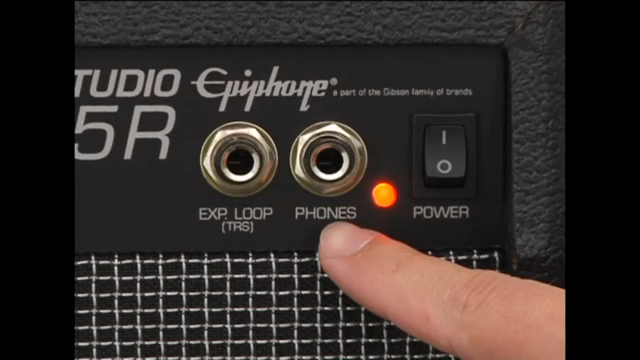 TUDIO Epiphone® a part of the Gibson family of brands
5R
I
O
EXP. LOOP PHONES POWER
(TRS)